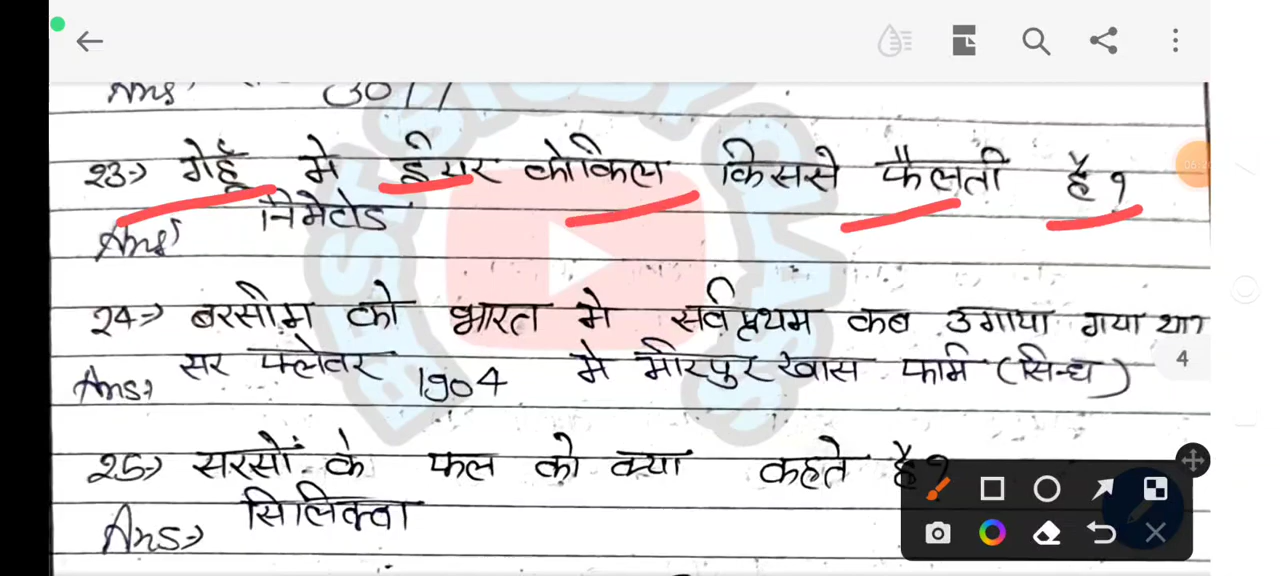 Ans
23→ गेहूँ मे ईयर कोकिल किससे फैलती है?
निमेटोड
Ans
24→ बरसीम को भारत मे सर्वप्रथम कब उगाया गया था?
सर फ्लेवर 1904 मे मीरपुर खास फार्म (सिन्ध)
Ans→
4
25→ सरसों के फल को क्या कहते है?
सिलिक्वा
Ans→